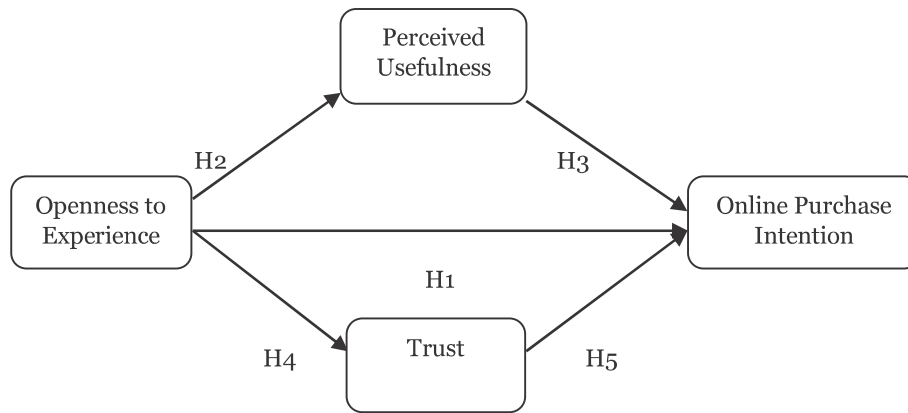 Perceived
Usefulness
H2
H3
Openness to
Experience
Online Purchase
Intention
H1
Trust
H4
H5